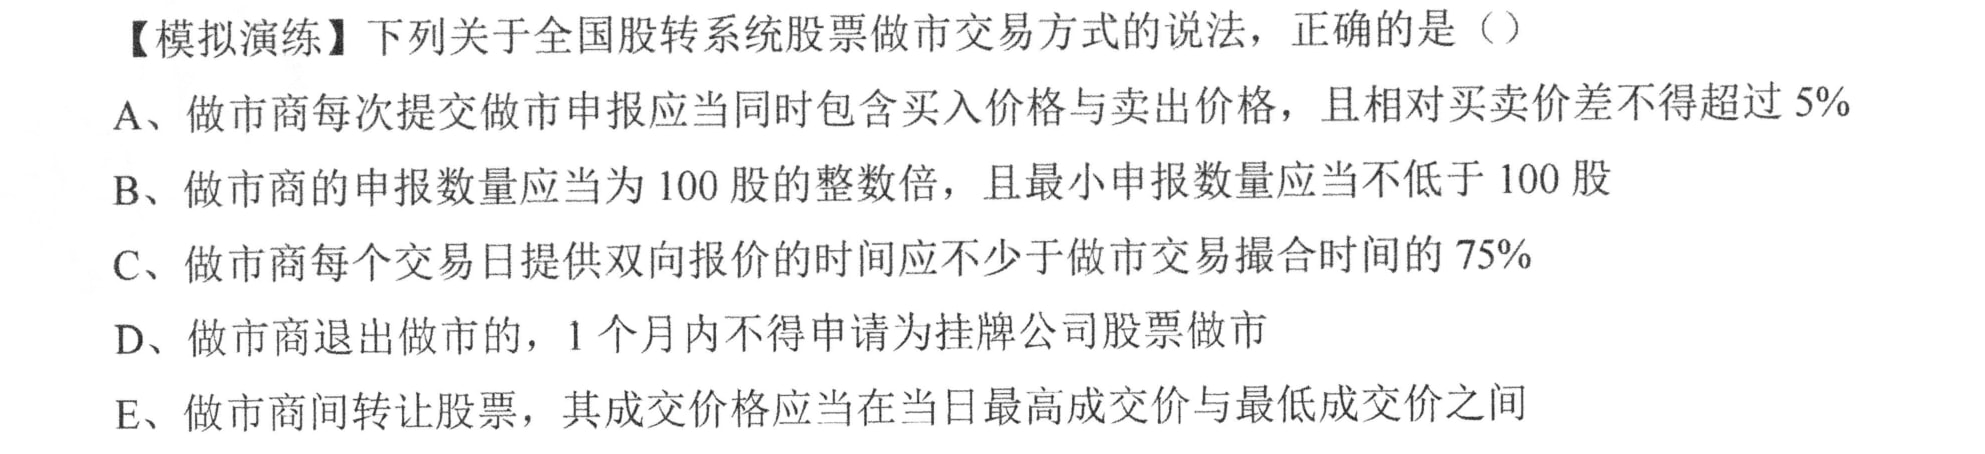 【模拟演练】下列关于全国股转系统股票做市交易方式的说法，正确的是（）
A、做市商每次提交做市申报应当同时包含买入价格与卖出价格，且相对买卖价差不得超过 5%
B、做市商的申报数量应当为 100 股的整数倍，且最小申报数量应当不低于 100 股
C、做市商每个交易日提供双向报价的时间应不少于做市交易撮合时间的 75%
D、做市商退出做市的，1 个月内不得申请为挂牌公司股票做市
E、做市商间转让股票，其成交价格应当在当日最高成交价与最低成交价之间